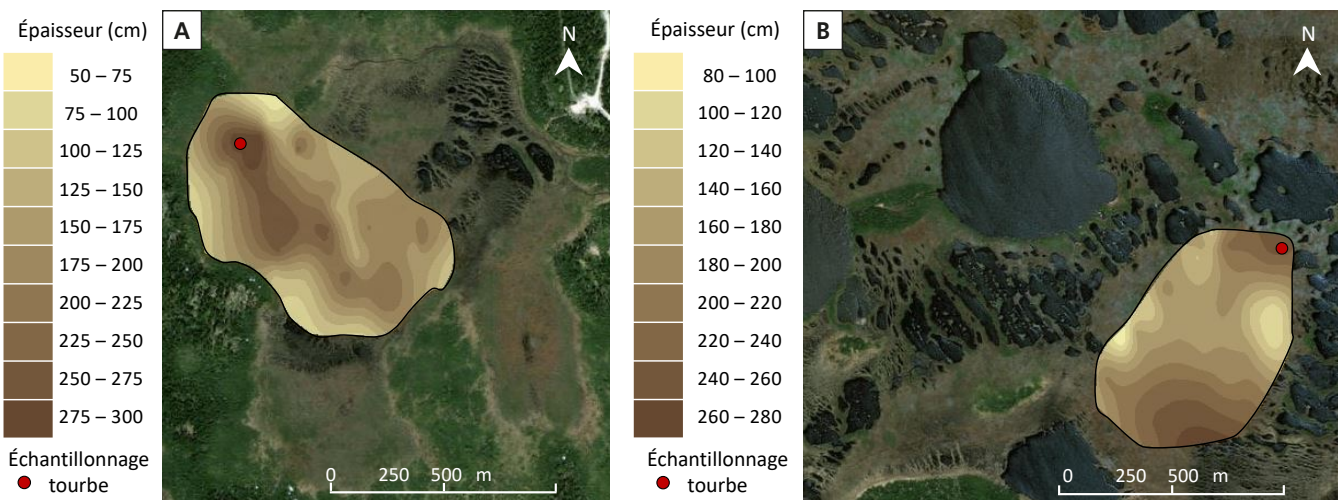 Épaisseur (cm)
50 – 75
75 – 100
100 – 125
125 – 150
150 – 175
175 – 200
200 – 225
225 – 250
250 – 275
275 – 300
Échantillonnage
tourbe
A
N
0 250 500 m
Épaisseur (cm)
80 – 100
100 – 120
120 – 140
140 – 160
160 – 180
180 – 200
200 – 220
220 – 240
240 – 260
260 – 280
Échantillonnage
tourbe
B
N
0 250 500 m